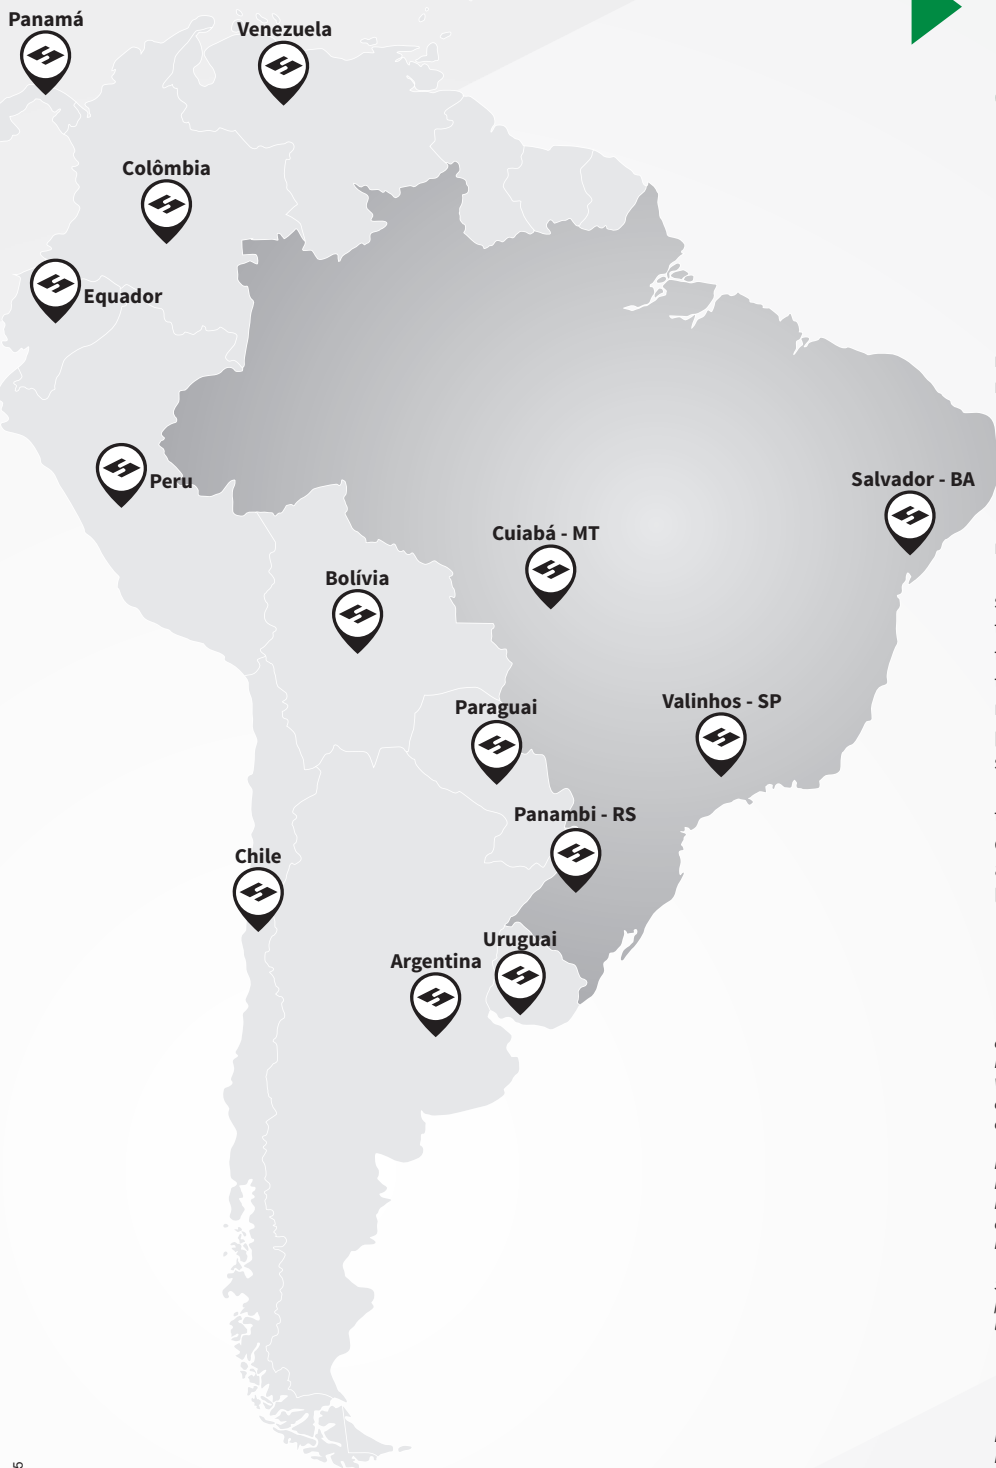 Panamá
Venezuela
Colômbia
Equador
Peru
Salvador - BA
Cuiabá - MT
Bolívia
Valinhos - SP
Paraguai
Panambi - RS
Chile
Uruguai
Argentina